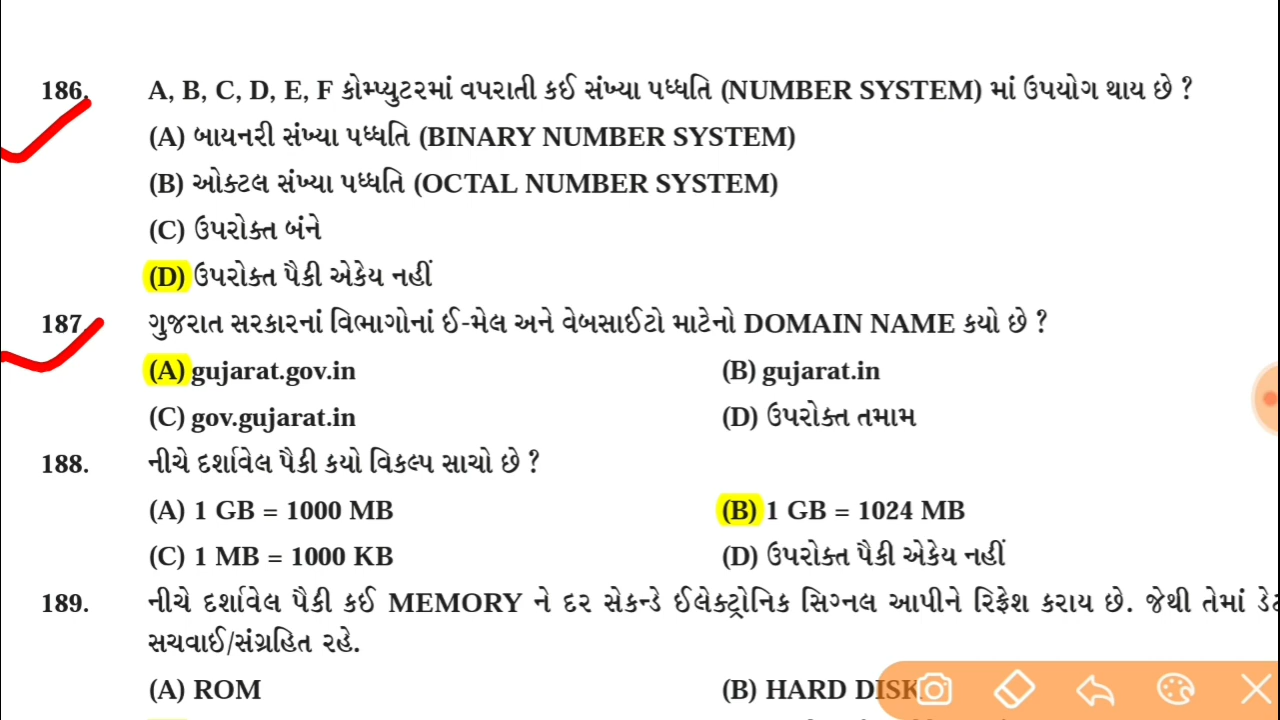 186. A, B, C, D, E, F કોમ્પ્યુટરમાં વપરાતી કઈ સંખ્યા પધ્ધતિ (NUMBER SYSTEM) માં ઉપયોગ થાય છે ?
(A) બાયનરી સંખ્યા પધ્ધતિ (BINARY NUMBER SYSTEM)
(B) ઓક્ટલ સંખ્યા પધ્ધતિ (OCTAL NUMBER SYSTEM)
(C) ઉપરોક્ત બંને
(D) ઉપરોક્ત પૈકી એકેય નહીં
187. ગુજરાત સરકારનાં વિભાગોનાં ઈ-મેલ અને વેબસાઈટો માટેનો DOMAIN NAME કયો છે ?
(A) gujarat.gov.in (B) gujarat.in
(C) gov.gujarat.in (D) ઉપરોક્ત તમામ
188. નીચે દર્શાવેલ પૈકી કયો વિકલ્પ સાચો છે ?
(A) 1 GB = 1000 MB (B) 1 GB = 1024 MB
(C) 1 MB = 1000 KB (D) ઉપરોક્ત પૈકી એકેય નહીં
189. નીચે દર્શાવેલ પૈકી કઈ MEMORY ને દર સેકન્ડે ઈલેક્ટ્રોનિક સિગ્નલ આપીને રિફ્રેશ કરાય છે. જેથી તેમાં
સચવાઈ/સંગ્રહિત રહે.
(A) ROM (B) HARD DISK